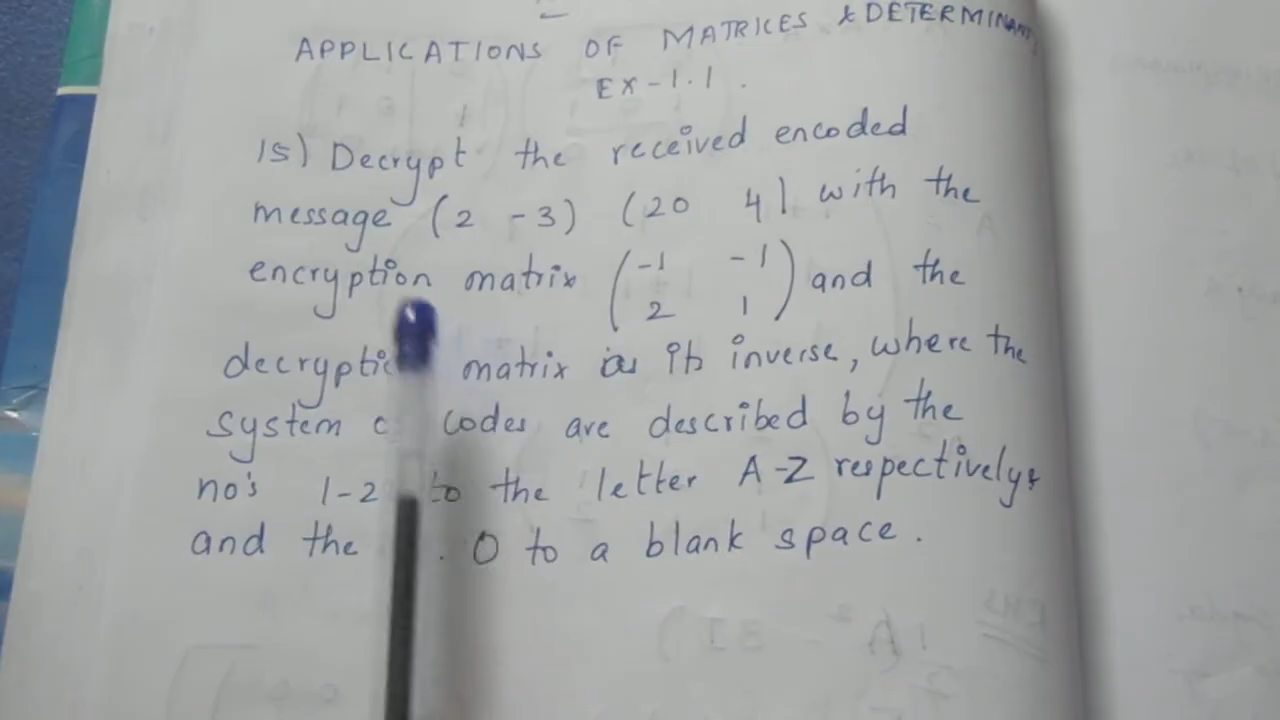 APPLICATIONS OF MATRICES & DETERMINANT
Ex-1.1.
15) Decrypt the received encoded
message (2 -3) (20 4) with the
encryption matrix (-1 -1
2 1) and the
matrix as its inverse, where the
system codes are described by the
no's 1-2 to the letter A-Z respectively,
and the . 0 to a blank space.